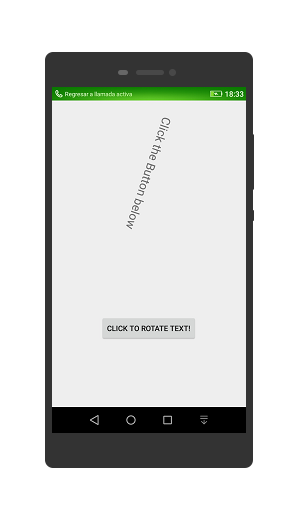 Regresar a llamada activa 18:33
Click the Button below
CLICK TO ROTATE TEXT!